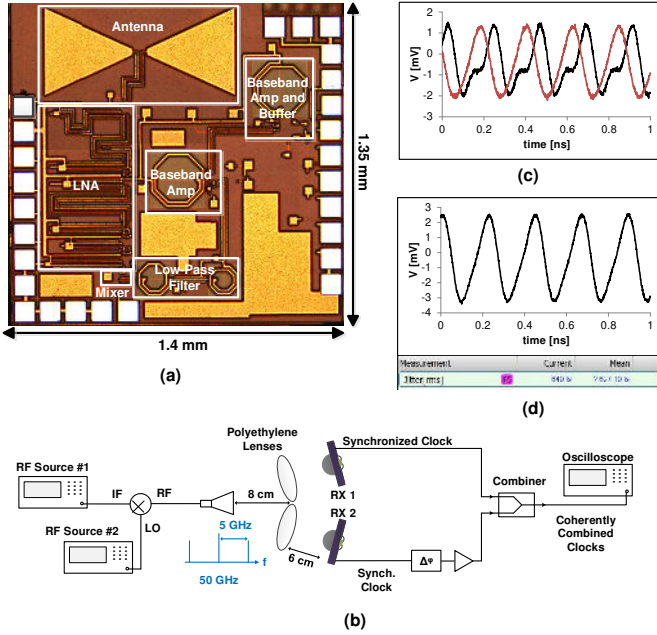 Antenna
Baseband
Amp and
Buffer
LNA
Baseband
Amp
Low-Pass
Filter
Mixer
1.35 mm
1.4 mm
(a)
V [mV]
2
1
0
-1
-2
-3
0 0.2 0.4 0.6 0.8 1
time [ns]
(c)
V [mV]
3
2
1
0
-1
-2
-3
-4
0 0.2 0.4 0.6 0.8 1
time [ns]
Measurement Current Mean
Jitter[rms]
(d)
RF Source #1
IF
RF
LO
RF Source #2
5 GHz
f
50 GHz
8 cm
Polyethylene
Lenses
6 cm
RX 1
RX 2
Synchronized Clock
Synch.
Clock
Δφ
Combiner
Oscilloscope
Coherently
Combined
Clocks
(b)